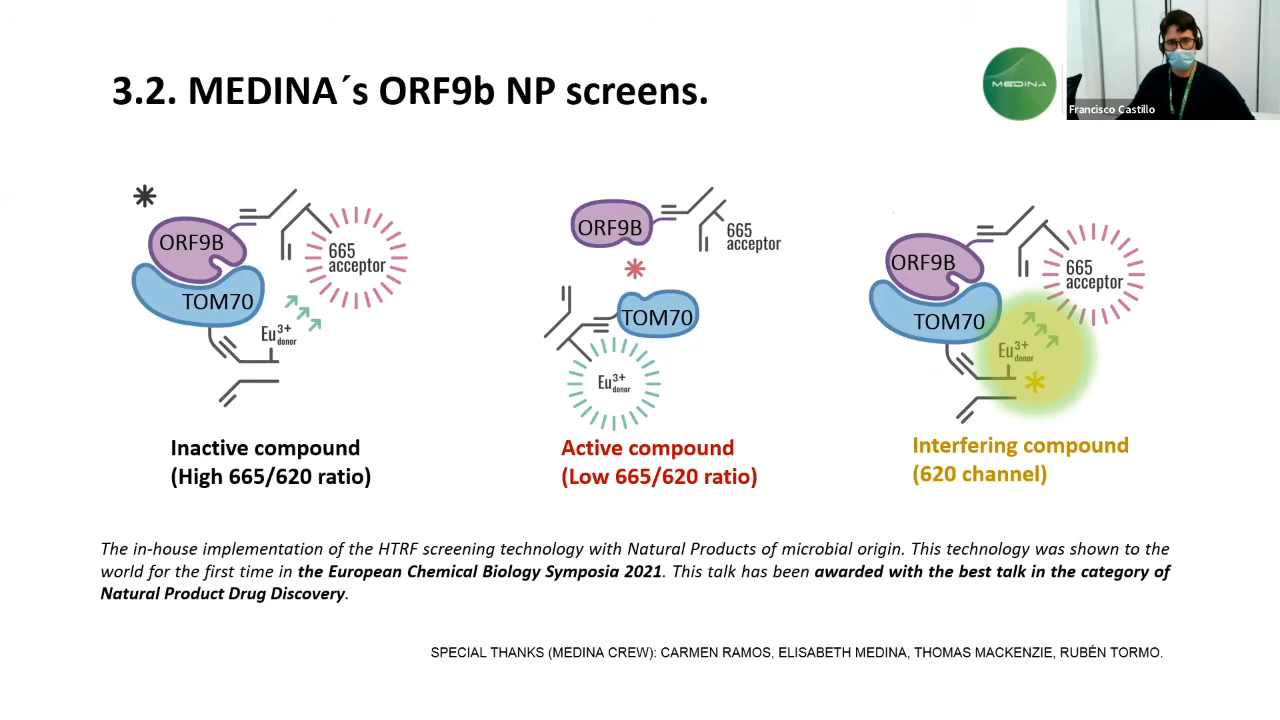 3.2. MEDINA´s ORF9b NP screens.
MEDINA
Francisco Castillo
ORF9B
TOM70
665
acceptor
Eu3+
donor
Inactive compound
(High 665/620 ratio)
ORF9B
665
acceptor
TOM70
Eu3+
donor
Active compound
(Low 665/620 ratio)
ORF9B
665
acceptor
TOM70
Eu3+
donor
Interfering compound
(620 channel)
The in-house implementation of the HTRF screening technology with Natural Products of microbial origin. This technology was shown to the
world for the first time in the European Chemical Biology Symposia 2021. This talk has been awarded with the best talk in the category of
Natural Product Drug Discovery.
SPECIAL THANKS (MEDINA CREW): CARMEN RAMOS, ELISABETH MEDINA, THOMAS MACKENZIE, RUBÉN TORMO.